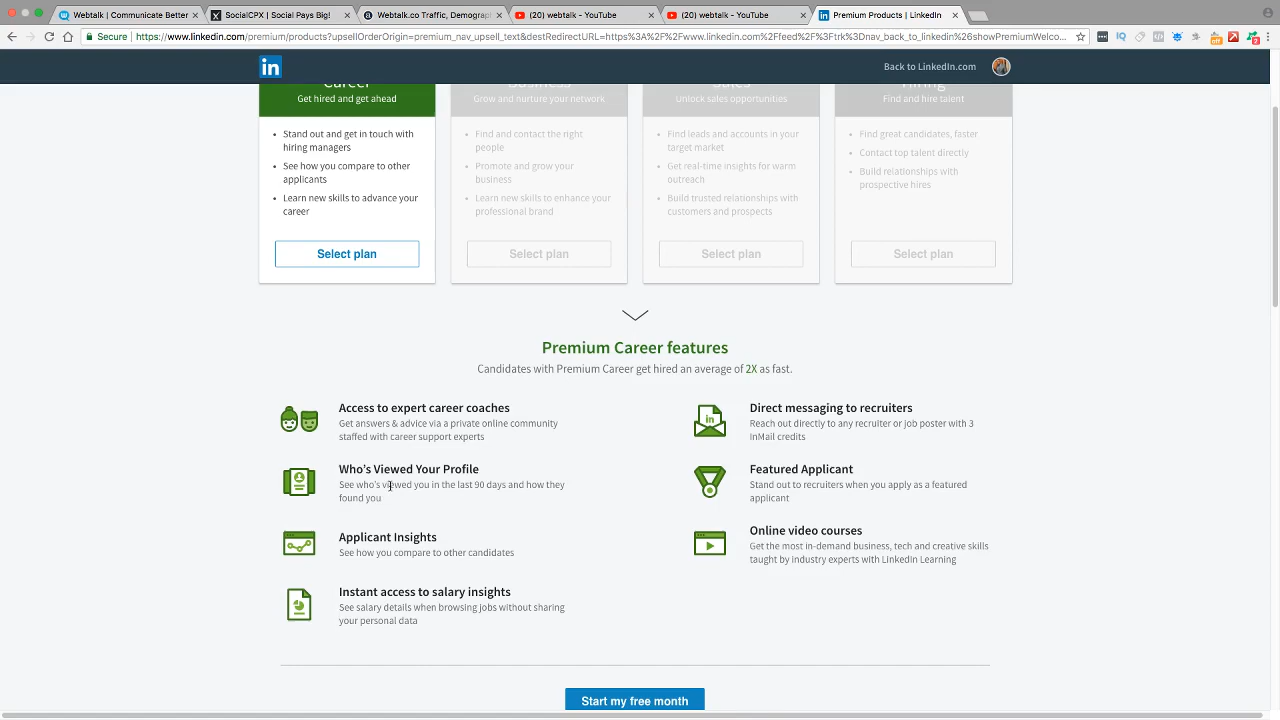 Webtalk | Communicate Better
SocialCPX | Social Pays Big!
Webtalk.co Traffic, Demograp
(20) webtalk - YouTube
(20) webtalk - YouTube
Premium Products | LinkedIn
Secure
https://www.linkedin.com/premium/products?upsellOrderOrigin=premium_nav_upsell_text&destRedirectURL=https%3A%2F%2Fwww.linkedin.com%2Ffeed%2F%3Ftrk%3Dnav_back_to_linkedin%26showPremiumWelco...
in
Back to LinkedIn.com
Career
Business
Sales
Hiring
Get hired and get ahead
Grow and nurture your network
Unlock sales opportunities
Find and hire talent
Stand out and get in touch with
hiring managers
See how you compare to other
applicants
Learn new skills to advance your
career
Select plan
Find and contact the right
people
Promote and grow your
business
Learn new skills to enhance your
professional brand
Select plan
Find leads and accounts in your
target market
Get real-time insights for warm
outreach
Build trusted relationships with
customers and prospects
Select plan
Find great candidates, faster
Contact top talent directly
Build relationships with
prospective hires
Select plan
Premium Career features
Candidates with Premium Career get hired an average of 2X as fast.
Access to expert career coaches
Get answers & advice via a private online community
staffed with career support experts
Direct messaging to recruiters
Reach out directly to any recruiter or job poster with 3
InMail credits
Who's Viewed Your Profile
See who's viewed you in the last 90 days and how they
found you
Featured Applicant
Stand out to recruiters when you apply as a featured
applicant
Applicant Insights
See how you compare to other candidates
Online video courses
Get the most in-demand business, tech and creative skills
taught by industry experts with LinkedIn Learning
Instant access to salary insights
See salary details when browsing jobs without sharing
your personal data
Start my free month